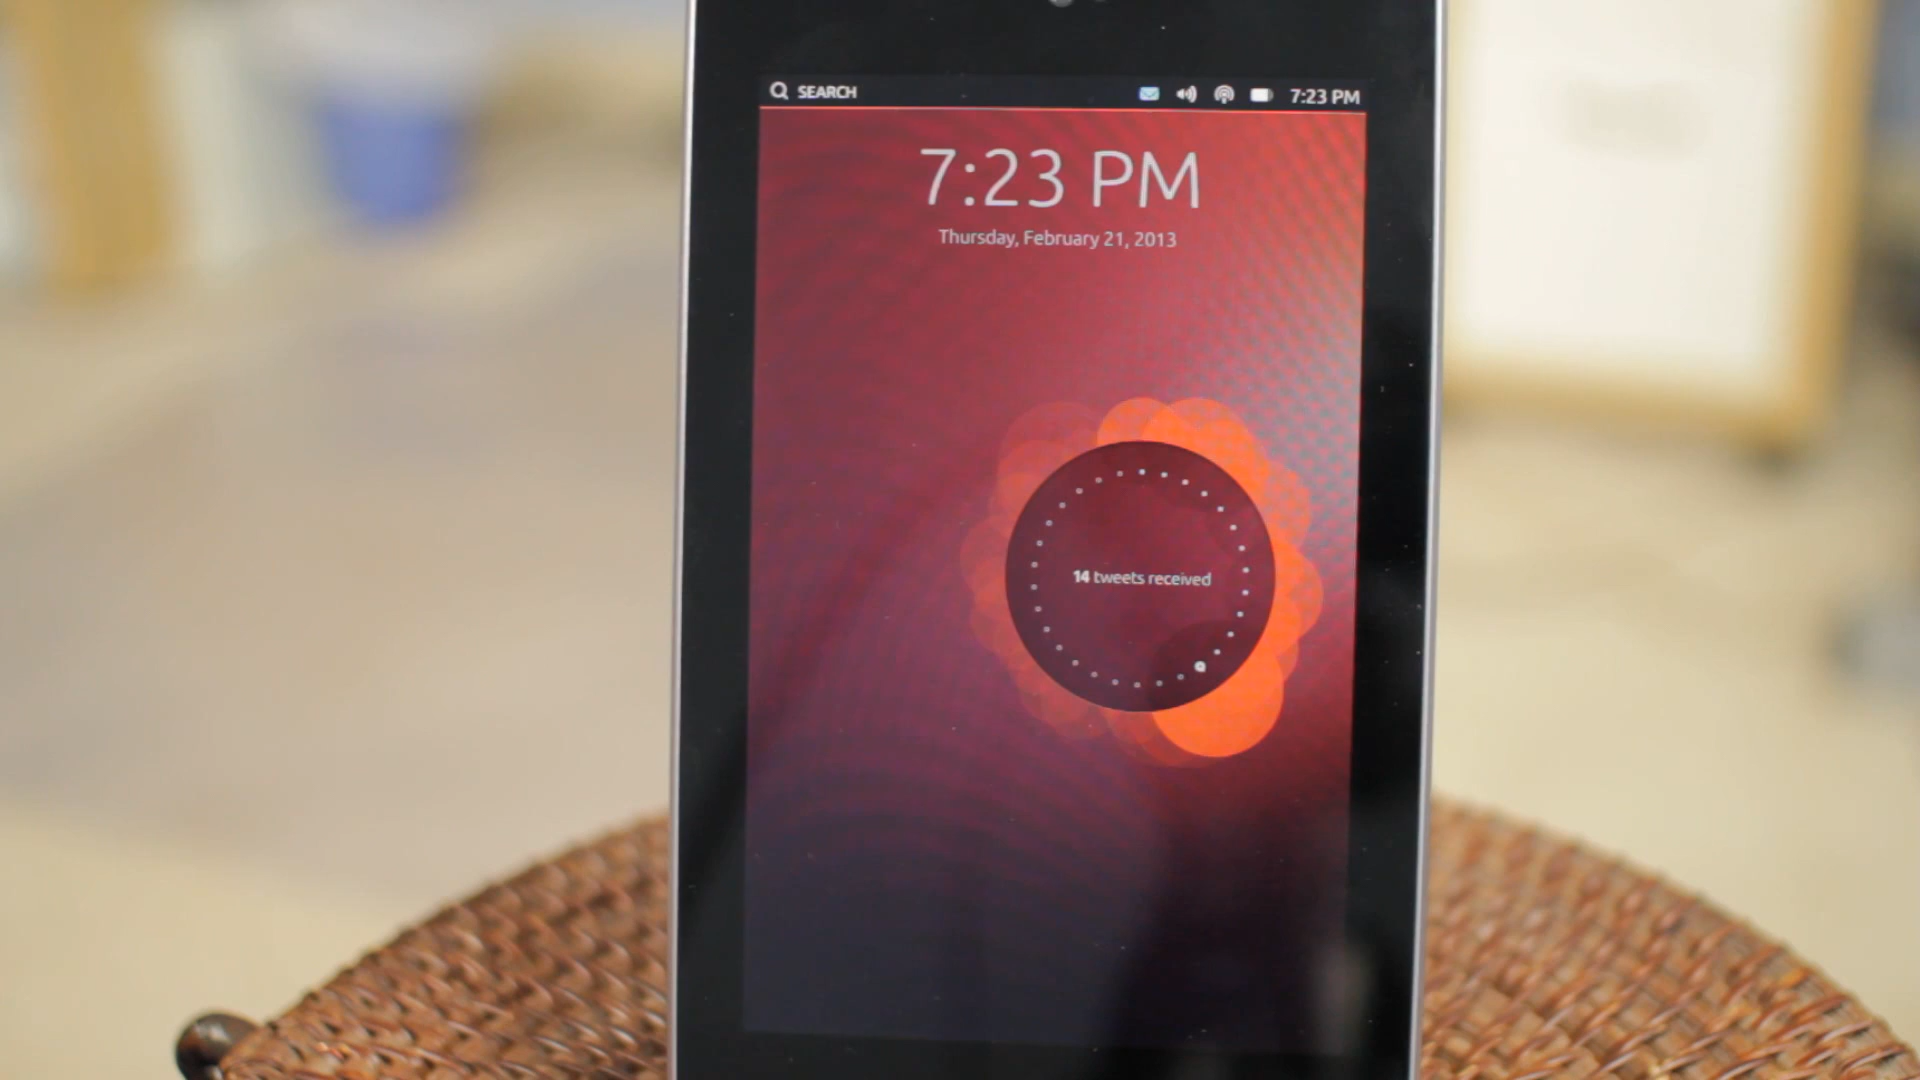 SEARCH 7:23 PM
7:23 PM
Thursday, February 21, 2013
14 tweets received